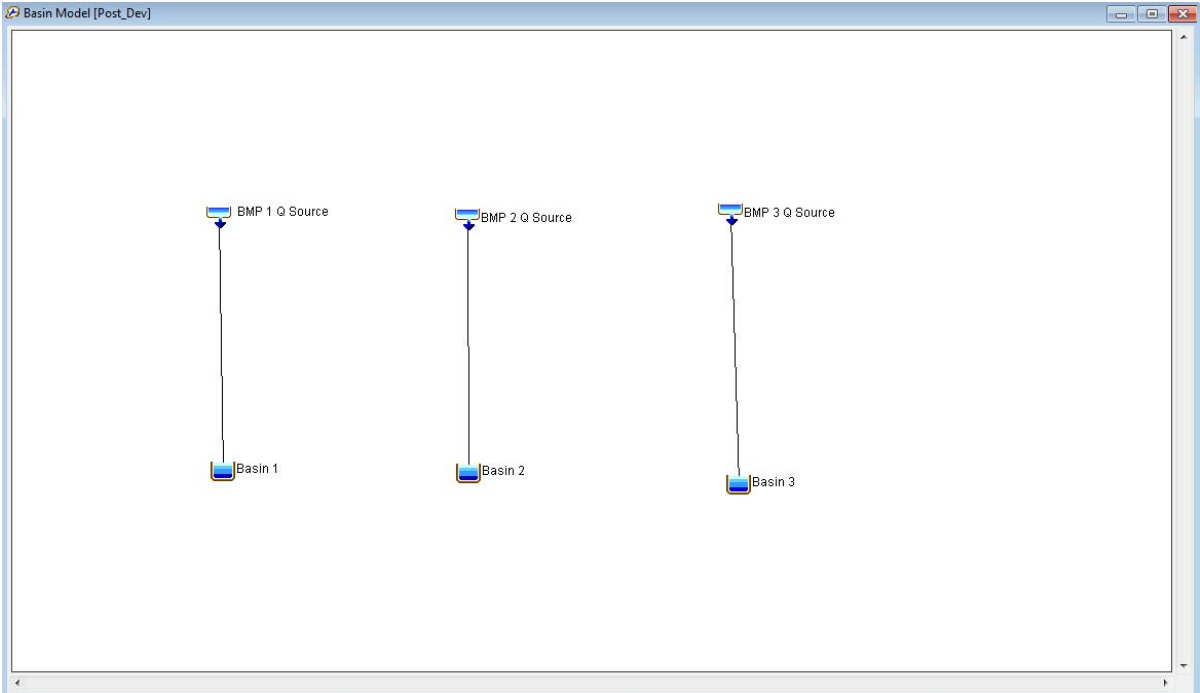 Basin Model [Post_Dev]
BMP 1 Q Source
BMP 2 Q Source
BMP 3 Q Source
Basin 1
Basin 2
Basin 3